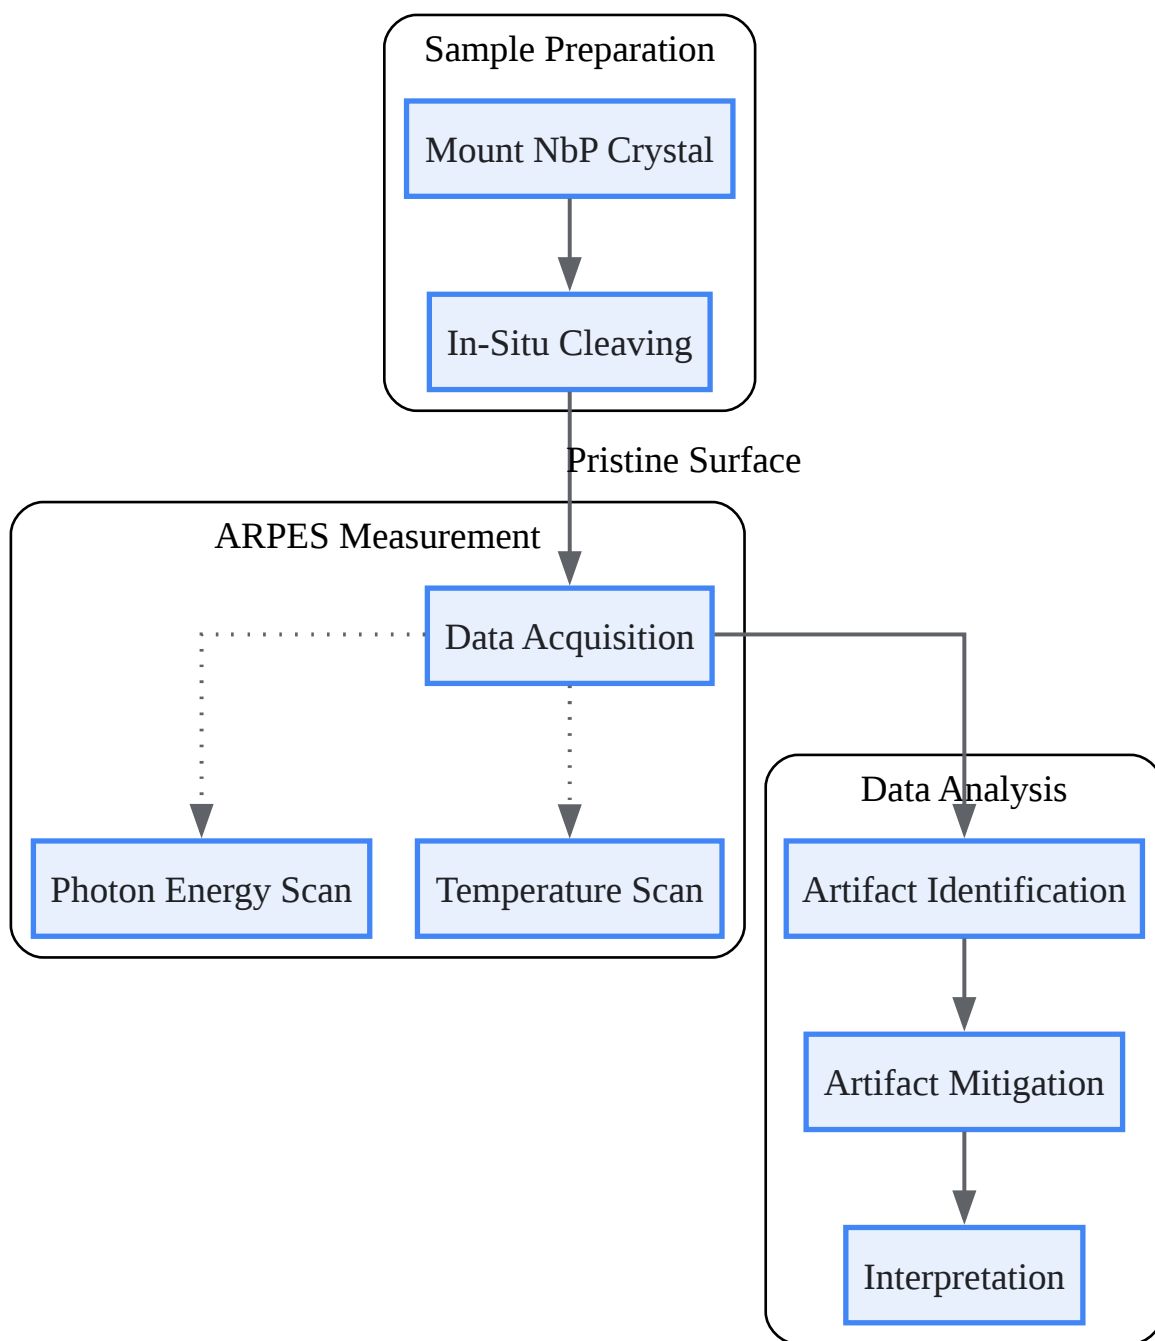 Sample Preparation
Mount NbP Crystal
In-Situ Cleaving
Pristine Surface
ARPES Measurement
Data Acquisition
Photon Energy Scan
Temperature Scan
Data Analysis
Artifact Identification
Artifact Mitigation
Interpretation